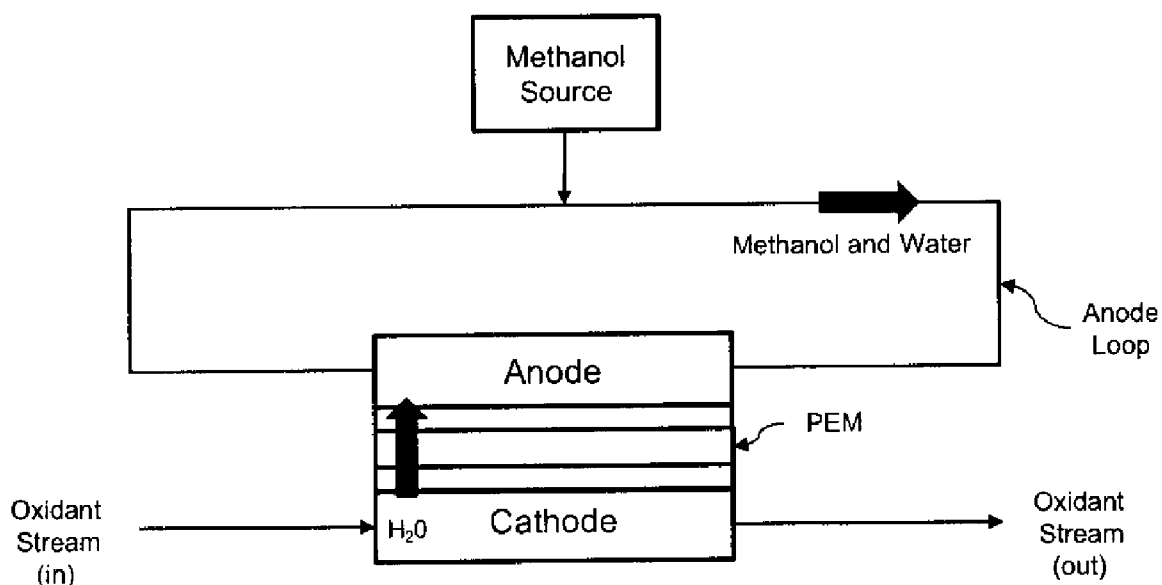 Methanol
Source
Methanol and Water
Anode
Loop
Anode
PEM
Oxidant
Stream
(in)
H₂0
Cathode
Oxidant
Stream
(out)